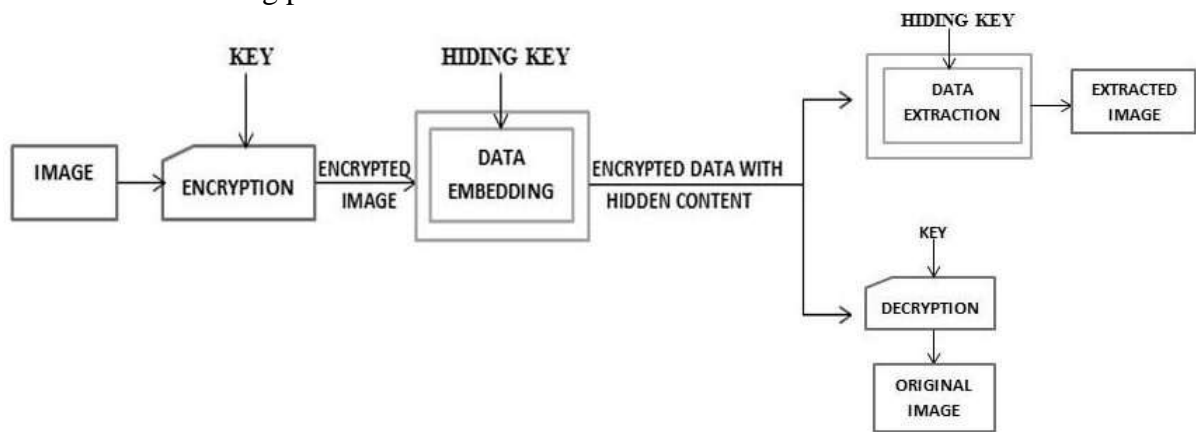 KEY
HIDING KEY
IMAGE
ENCRYPTION
ENCRYPTED
IMAGE
DATA
EMBEDDING
ENCRYPTED DATA WITH
HIDDEN CONTENT
HIDING KEY
DATA
EXTRACTION
EXTRACTED
IMAGE
KEY
DECRYPTION
ORIGINAL
IMAGE